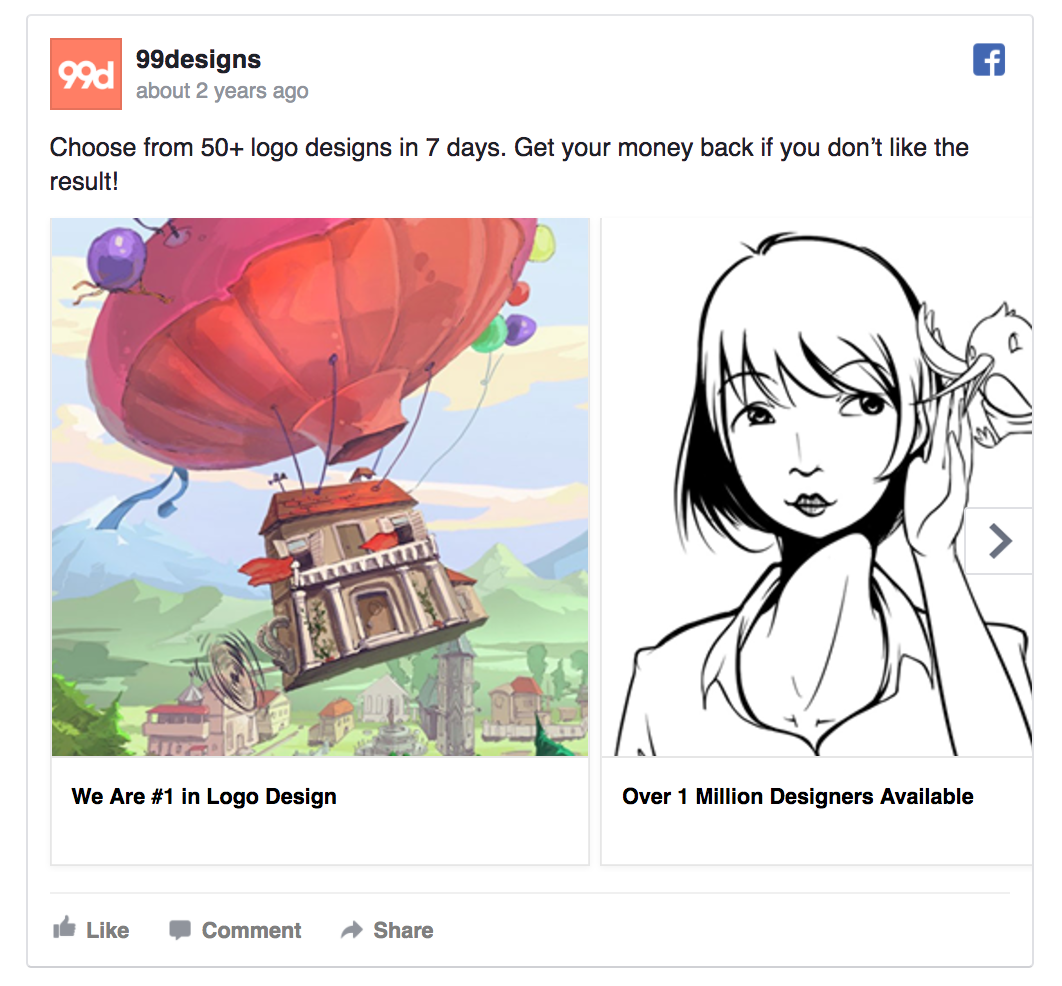 99d
99designs
about 2 years ago
Choose from 50+ logo designs in 7 days. Get your money back if you don’t like the
result!
We Are #1 in Logo Design
Over 1 Million Designers Available
Like
Comment
Share